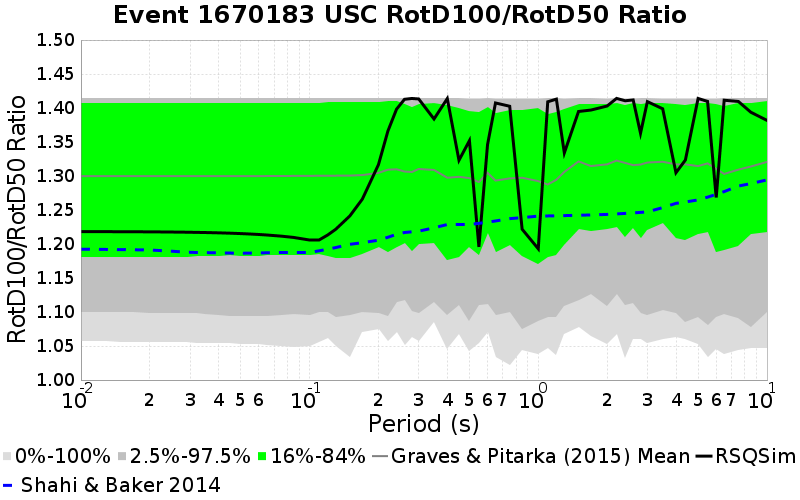 Event 1670183 USC RotD100/RotD50 Ratio
RotD100/RotD50 Ratio
1.50
1.45
1.40
1.35
1.30
1.25
1.20
1.15
1.10
1.05
1.00
10^-2 2 3 4 5 6 10^-1 2 3 4 5 6 7 10^0 2 3 4 5 6 7 10^1
Period (s)
0%-100% 2.5%-97.5% 16%-84% Graves & Pitarka (2015) Mean RSQSim
Shahi & Baker 2014